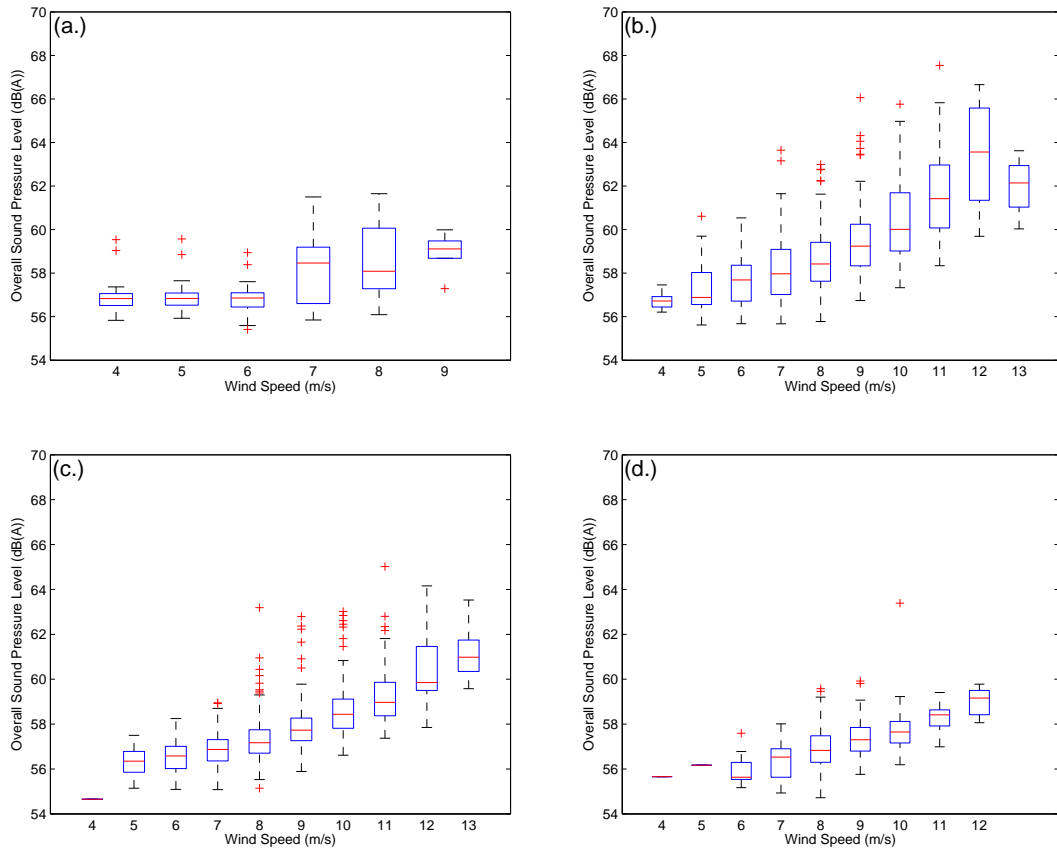 (a.)
70
68
66
64
62
60
58
56
54
Overall Sound Pressure Level (dB(A))
4 5 6 7 8 9
Wind Speed (m/s)
(b.)
70
68
66
64
62
60
58
56
54
Overall Sound Pressure Level (dB(A))
4 5 6 7 8 9 10 11 12 13
Wind Speed (m/s)
(c.)
70
68
66
64
62
60
58
56
54
Overall Sound Pressure Level (dB(A))
4 5 6 7 8 9 10 11 12 13
Wind Speed (m/s)
(d.)
70
68
66
64
62
60
58
56
54
Overall Sound Pressure Level (dB(A))
4 5 6 7 8 9 10 11 12
Wind Speed (m/s)